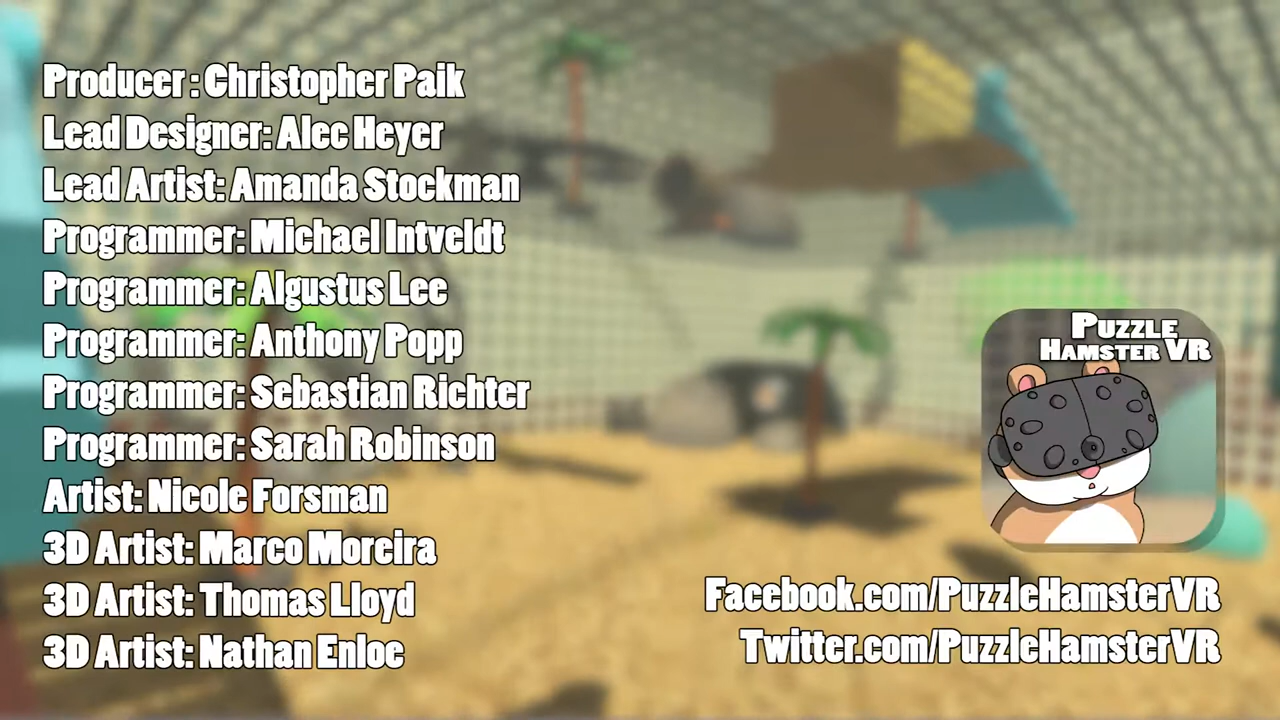 Producer : Christopher Paik
Lead Designer: Alec Heyer
Lead Artist: Amanda Stockman
Programmer: Michael Intveldt
Programmer: Algustus Lee
Programmer: Anthony Popp
Programmer: Sebastian Richter
Programmer: Sarah Robinson
Artist: Nicole Forsman
3D Artist: Marco Moreira
3D Artist: Thomas Lloyd
3D Artist: Nathan Enloe
Puzzle
Hamster VR
Facebook.com/PuzzleHamsterVR
Twitter.com/PuzzleHamsterVR